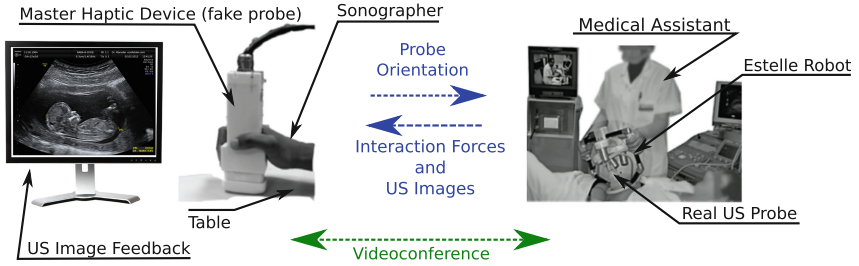 Master Haptic Device (fake probe)
Sonographer
Probe
Orientation
Medical Assistant
Estelle Robot
Interaction Forces
and
US Images
Table
Real US Probe
US Image Feedback
Videoconference